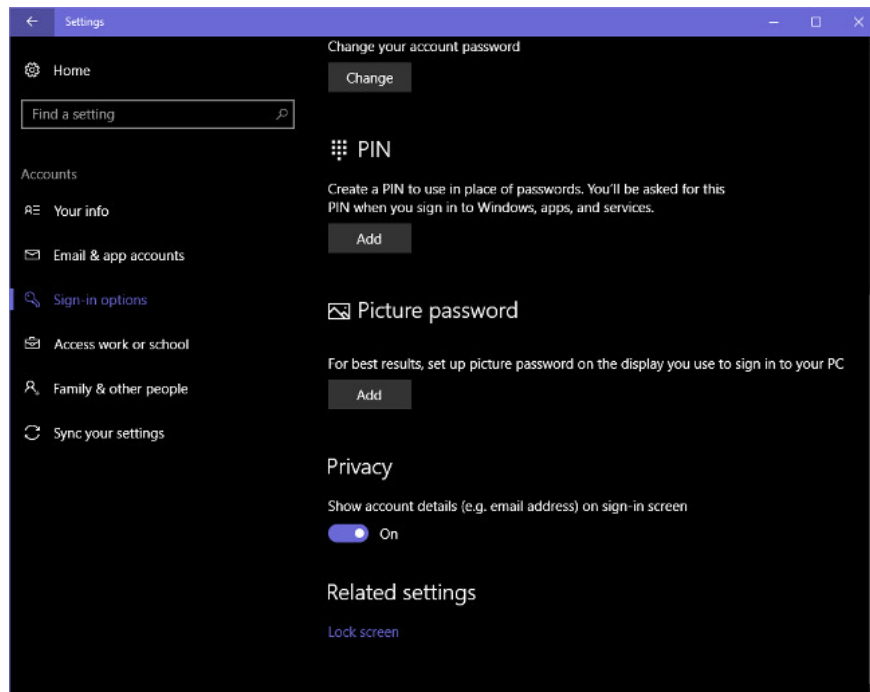 Settings
Home
Find a setting
Accounts
Your info
Email & app accounts
Sign-in options
Access work or school
Family & other people
Sync your settings
Change your account password
Change
PIN
Create a PIN to use in place of passwords. You'll be asked for this
PIN when you sign in to Windows, apps, and services.
Add
Picture password
For best results, set up picture password on the display you use to sign in to your PC
Add
Privacy
Show account details (e.g. email address) on sign-in screen
On
Related settings
Lock screen